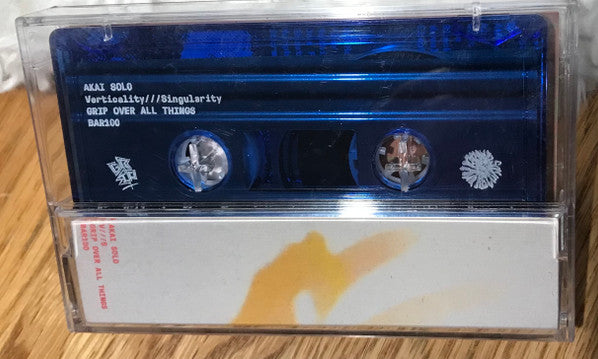 AKAI SOLO
Verticality///Singularity
GRIP OVER ALL THINGS
BAR100
AKAI SOLO
V///S
GRIP OVER ALL THINGS
BAR100